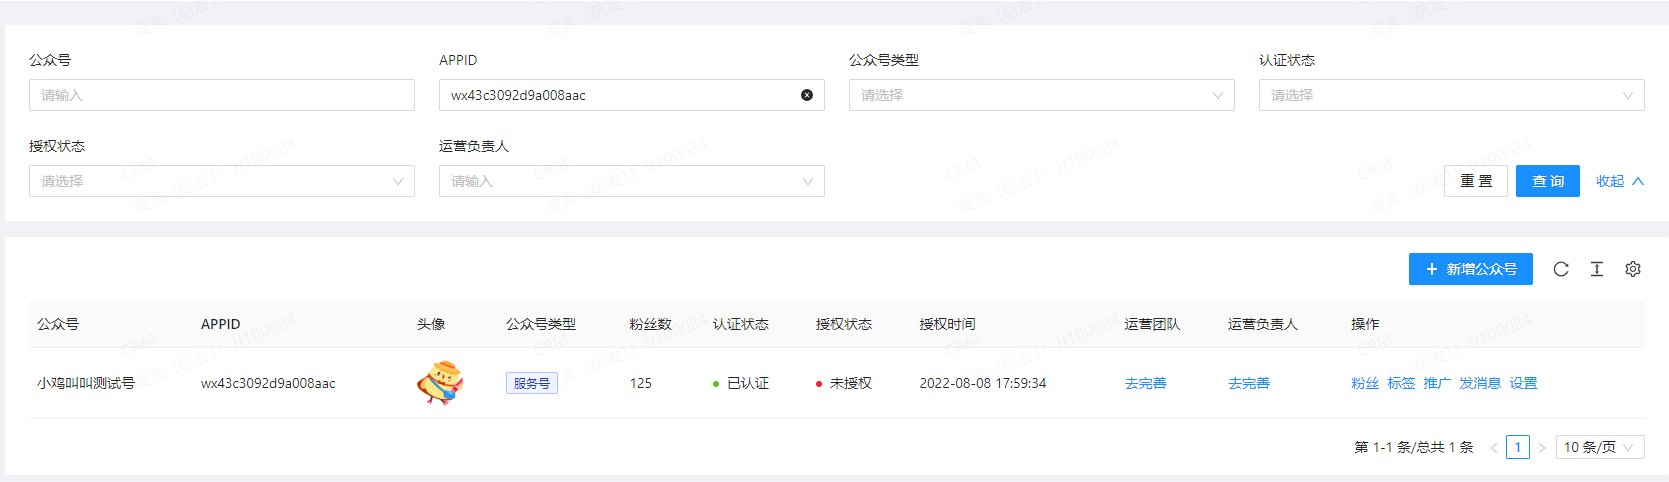 公众号 APPID 公众号类型 认证状态
请输入 wx43c3092d9a008aac 请选择 请选择
授权状态 运营负责人
请选择 请输入 重置 查询 收起
+ 新增公众号
公众号 APPID 头像 公众号类型 粉丝数 认证状态 授权状态 授权时间 运营团队 运营负责人 操作
小鸡叫叫测试号 wx43c3092d9a008aac 服务号 125 已认证 未授权 2022-08-08 17:59:34 去完善 去完善 粉丝 标签 推广 发消息 设置
第 1-1 条/总共 1 条 < 1 > 10 条/页
CRM
袁亮（研发1）JJ100084